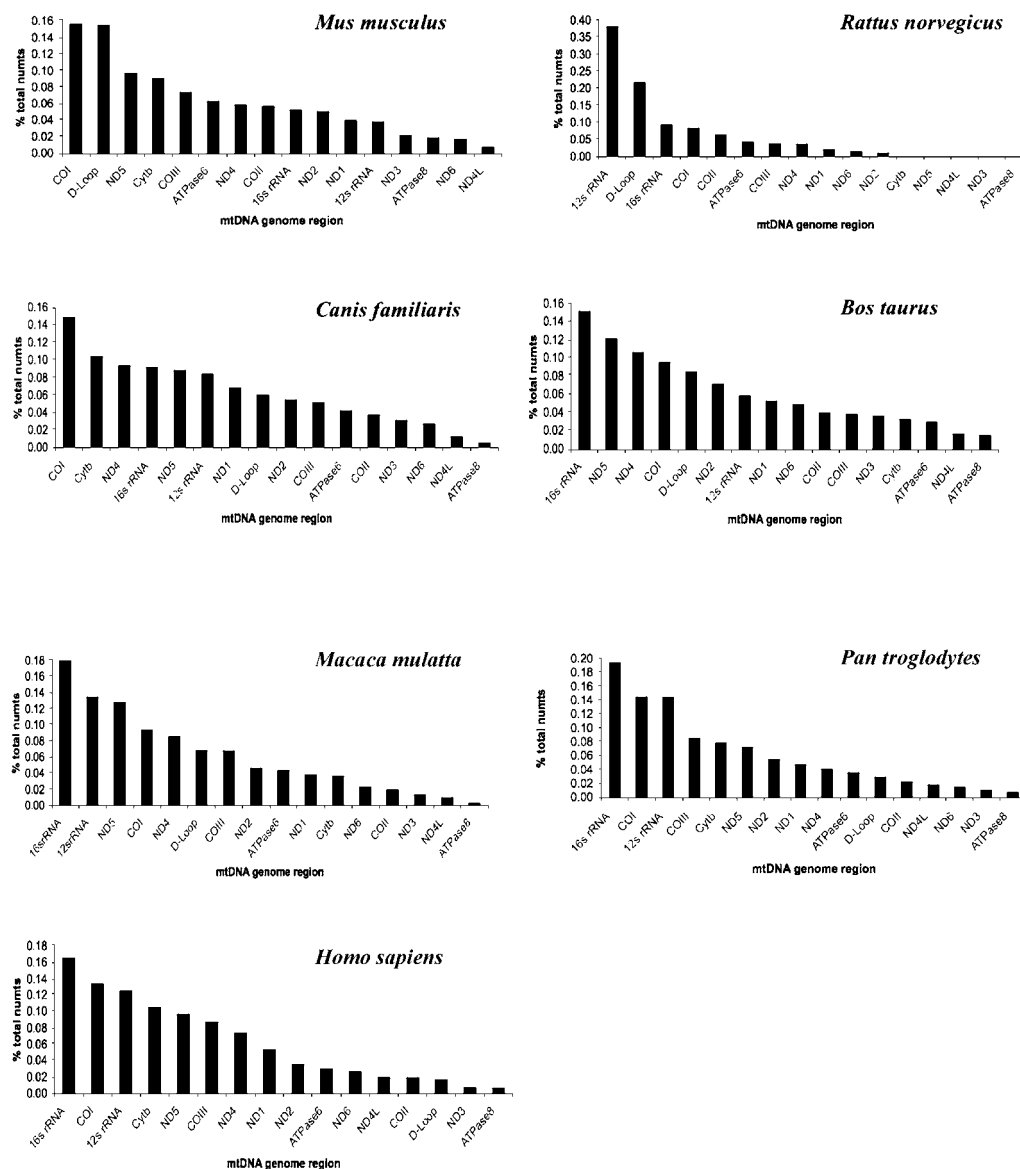 Mus musculus
% total numts
0.16
0.14
0.12
0.10
0.08
0.06
0.04
0.02
0.00
COI
D-Loop
ND5
Cytb
COIII
ATPase6
ND4
COII
16s rRNA
ND2
ND1
12s rRNA
ND3
ATPase8
ND6
ND4L
mtDNA genome region
Rattus norvegicus
% total numts
0.40
0.05
0.00
12s rRNA
D-Loop
16s rRNA
COI
COII
ATPase6
COIII
ND4
ND1
ND6
ND2
Cytb
ND5
ND4L
ND3
ATPase8
mtDNA genome region
Canis familiaris
% total numts
0.16
0.14
0.12
0.10
0.08
0.06
0.04
0.02
0.00
COI
Cytb
ND4
16s rRNA
ND5
12s rRNA
ND1
D-Loop
ND2
COIII
ATPase6
COII
ND3
ND6
ND4L
ATPase8
mtDNA genome region
Bos taurus
% total numts
0.16
0.14
0.12
0.10
0.08
0.06
0.04
0.02
0.00
16s rRNA
ND5
ND4
COI
D-Loop
ND2
12s rRNA
ND1
ND6
COII
COIII
ND3
Cytb
ATPase6
ND4L
ATPase8
mtDNA genome region
Macaca mulatta
% total numts
0.18
0.16
0.14
0.12
0.10
0.08
0.06
0.04
0.02
0.00
16srRNA
12srRNA
ND5
COI
ND4
D-Loop
COIII
ND2
ATPase6
ND1
Cytb
ND6
COII
ND3
ND4L
mtDNA genome region
Pan troglodytes
% total numts
0.20
0.16
0.14
0.12
0.10
0.08
0.06
0.04
0.02
0.00
16s rRNA
COI
12s rRNA
COIII
Cytb
ND5
ND2
ND1
ND4
ATPase6
D-Loop
COII
ND4L
ND6
ND3
ATPase8
mtDNA genome region
Homo sapiens
% total numts
0.18
0.16
0.14
0.12
0.10
0.08
0.06
0.04
0.02
0.00
16s rRNA
COI
12s rRNA
Cytb
ND5
COIII
ND4
ND1
ND2
ATPase6
ND6
ND4L
COII
D-Loop
ND3
ATPase8
mtDNA genome region